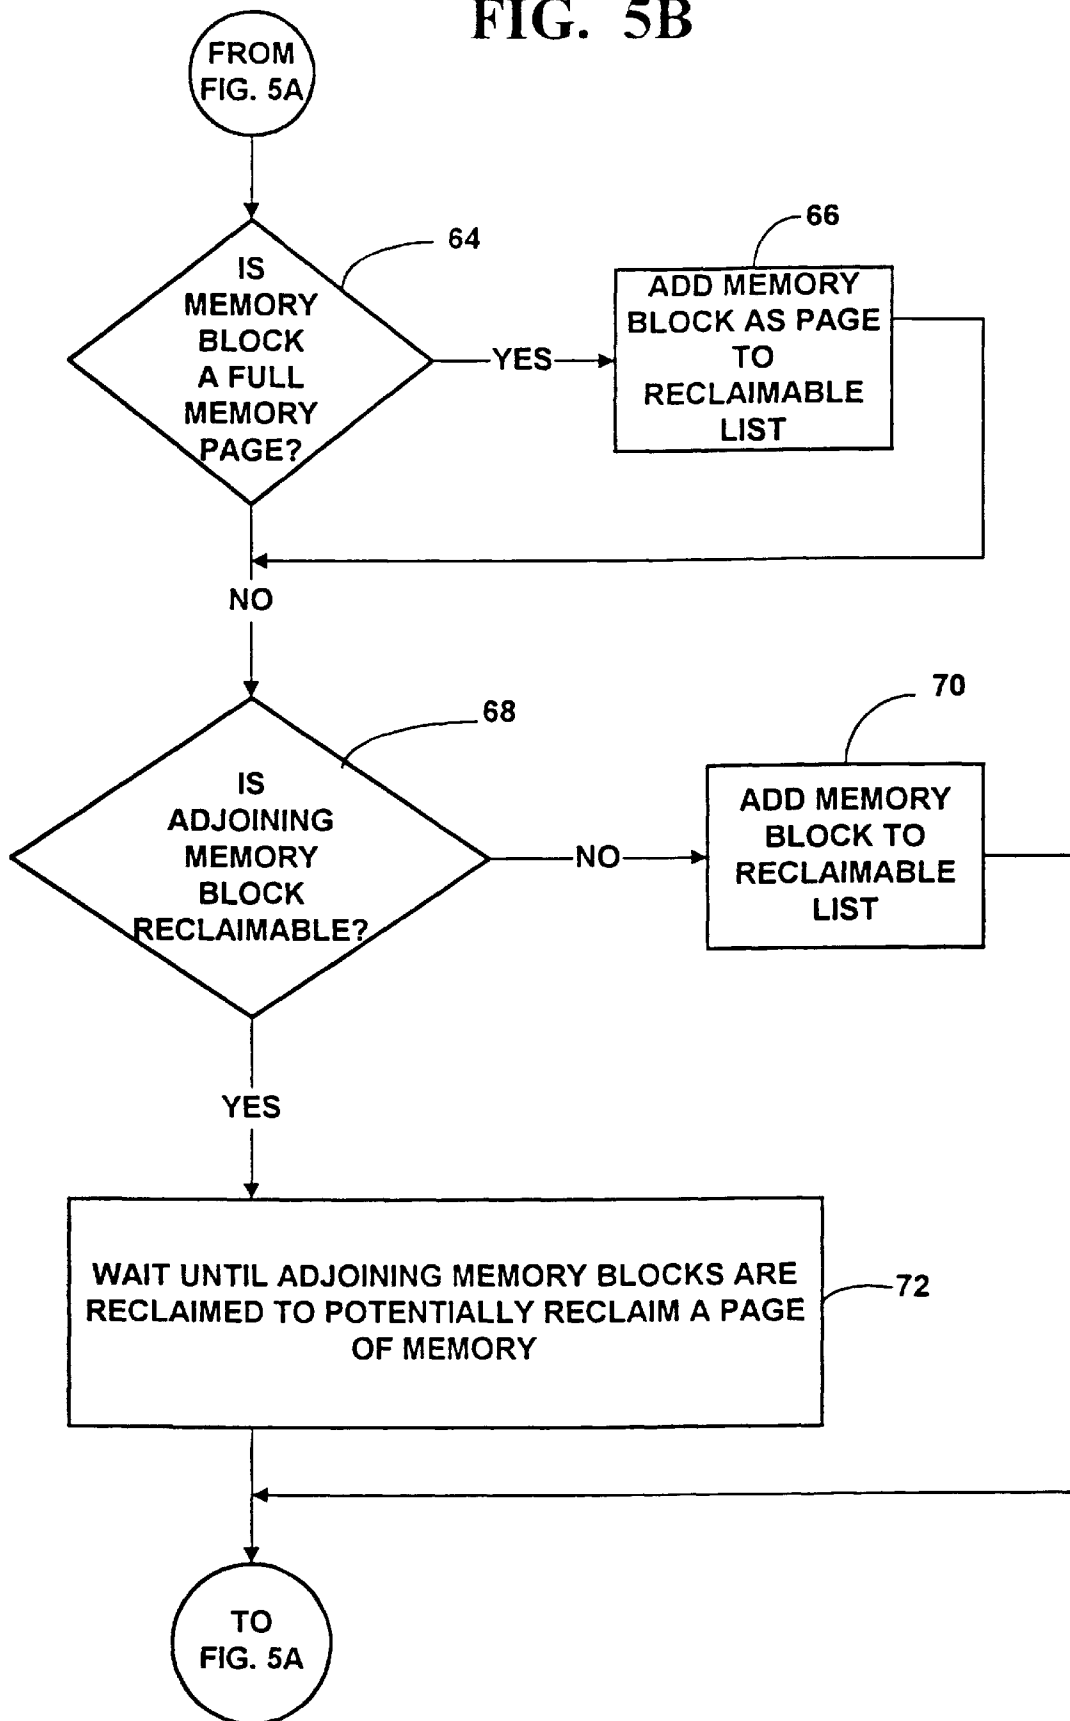 FIG. 5B
FROM
FIG. 5A
64
IS
MEMORY
BLOCK
A FULL
MEMORY
PAGE?
YES
66
ADD MEMORY
BLOCK AS PAGE
TO
RECLAIMABLE
LIST
NO
68
IS
ADJOINING
MEMORY
BLOCK
RECLAIMABLE?
NO
70
ADD MEMORY
BLOCK TO
RECLAIMABLE
LIST
YES
WAIT UNTIL ADJOINING MEMORY BLOCKS ARE
RECLAIMED TO POTENTIALLY RECLAIM A PAGE
OF MEMORY
72
TO
FIG. 5A